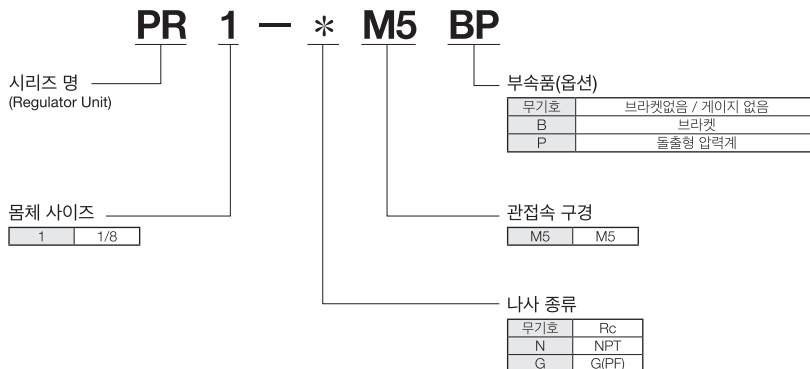 PR 1 － * M5 BP
시리즈 명
(Regulator Unit)
부속품(옵션)
무기호 브라켓없음 / 게이지 없음
B 브라켓
P 돌출형 압력계
몸체 사이즈
1 1/8
관접속 구경
M5 M5
나사 종류
무기호 Rc
N NPT
G G(PF)